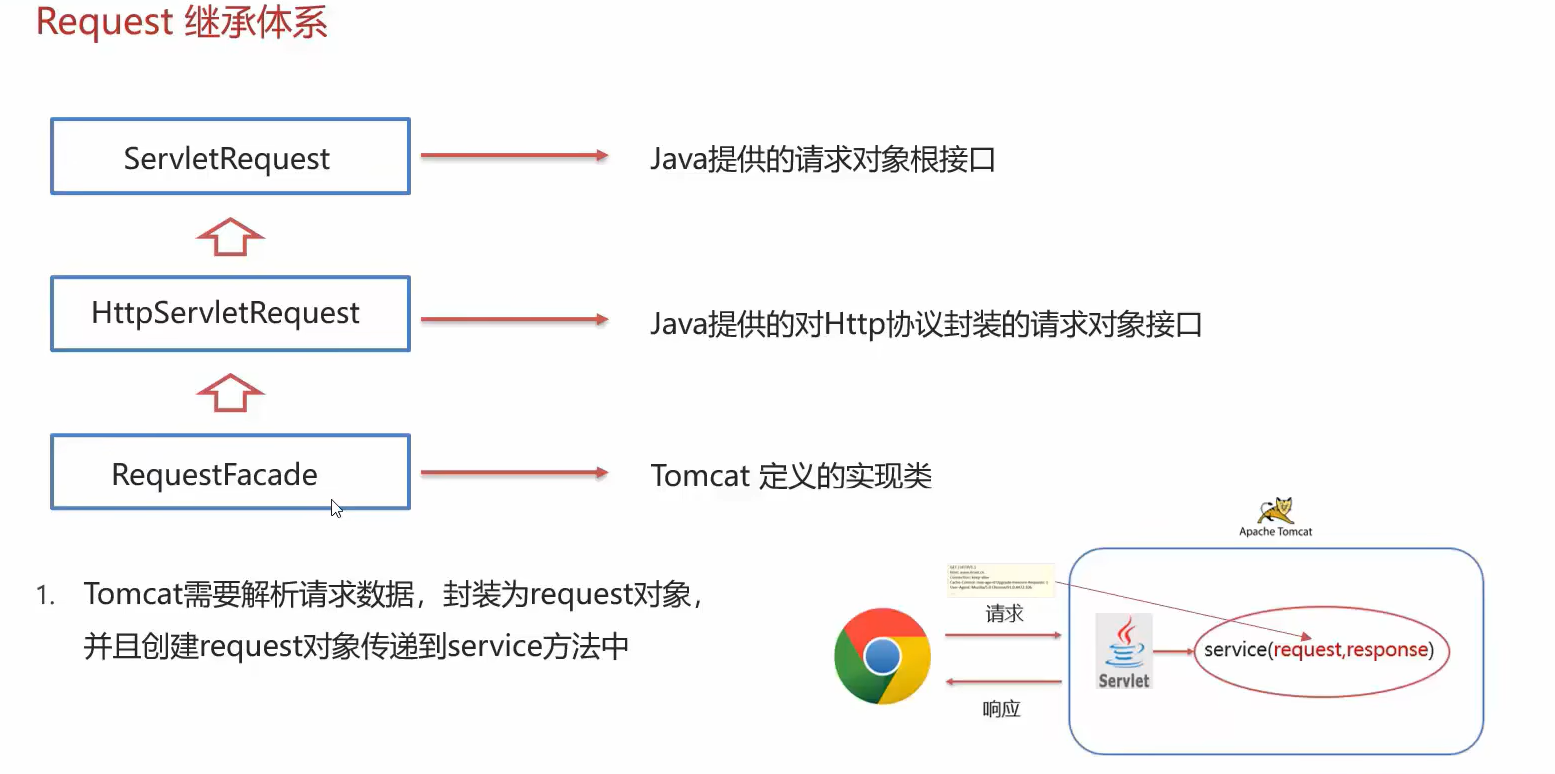 Request 继承体系
ServletRequest
Java提供的请求对象根接口
HttpServletRequest
Java提供的对Http协议封装的请求对象接口
RequestFacade
Tomcat 定义的实现类
1. Tomcat需要解析请求数据，封装为request对象，
并且创建request对象传递到service方法中
Apache Tomcat
请求
Servlet
service(request,response)
响应